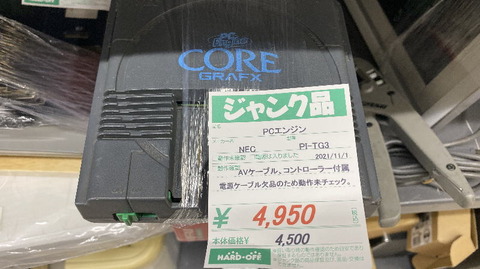 PC Engine
CORE
GRAFX
ジャンク品
PCエンジン
NEC PI-TG3
2021/11/1
AVケーブル、コントローラー付属
電源ケーブル欠品のため動作未チェック。
¥ 4,950
本体価格¥ 4,500
HARD-OFF